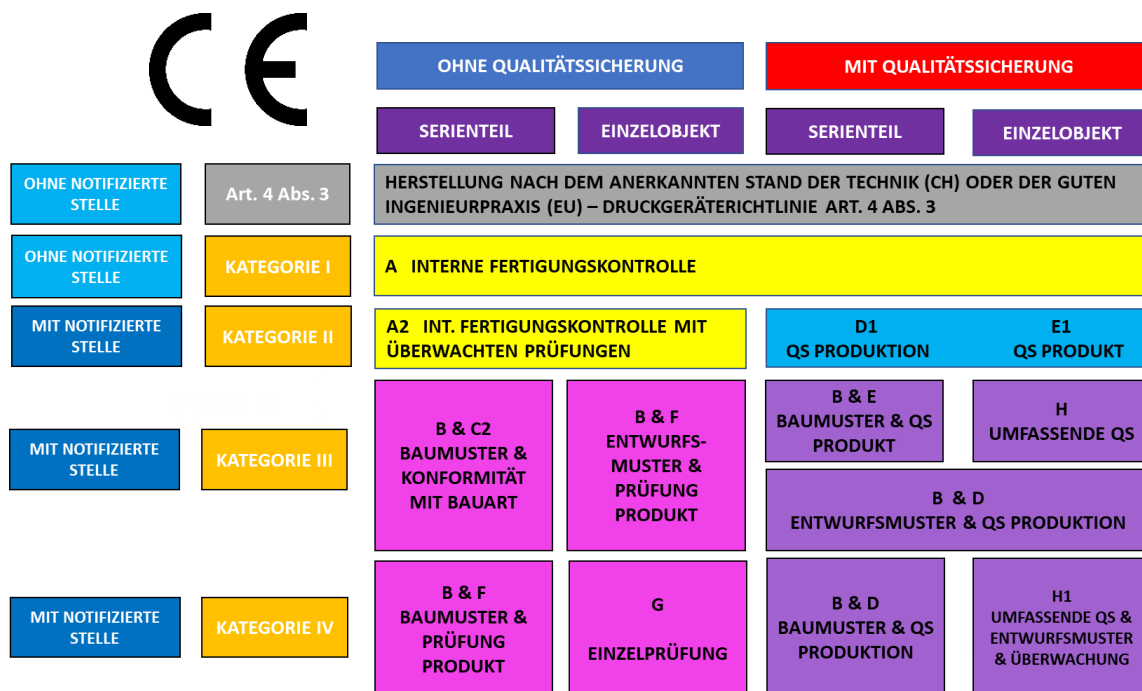 CE
OHNE QUALITÄTSSICHERUNG
MIT QUALITÄTSSICHERUNG
SERIENTEIL
EINZELOBJEKT
SERIENTEIL
EINZELOBJEKT
OHNE NOTIFIZIERTE
STELLE
Art. 4 Abs. 3
HERSTELLUNG NACH DEM ANERKANNTEN STAND DER TECHNIK (CH) ODER DER GUTEN
INGENIEURPRAXIS (EU) – DRUCKGERÄTERICHTLINIE ART. 4 ABS. 3
OHNE NOTIFIZIERTE
STELLE
KATEGORIE I
A INTERNE FERTIGUNGSKONTROLLE
MIT NOTIFIZIERTE
STELLE
KATEGORIE II
A2 INT. FERTIGUNGSKONTROLLE MIT
ÜBERWACHTEN PRÜFUNGEN
D1
QS PRODUKTION
E1
QS PRODUKT
MIT NOTIFIZIERTE
STELLE
KATEGORIE III
B & C2
BAUMUSTER &
KONFORMITÄT
MIT BAUART
B & F
ENTWURFS-
MUSTER &
PRÜFUNG
PRODUKT
B & E
BAUMUSTER & QS
PRODUKT
H
UMFASSENDE QS
B & D
ENTWURFSMUSTER & QS PRODUKTION
MIT NOTIFIZIERTE
STELLE
KATEGORIE IV
B & F
BAUMUSTER &
PRÜFUNG
PRODUKT
G
EINZELPRÜFUNG
B & D
BAUMUSTER & QS
PRODUKTION
H1
UMFASSENDE QS &
ENTWURFSMUSTER
& ÜBERWACHUNG